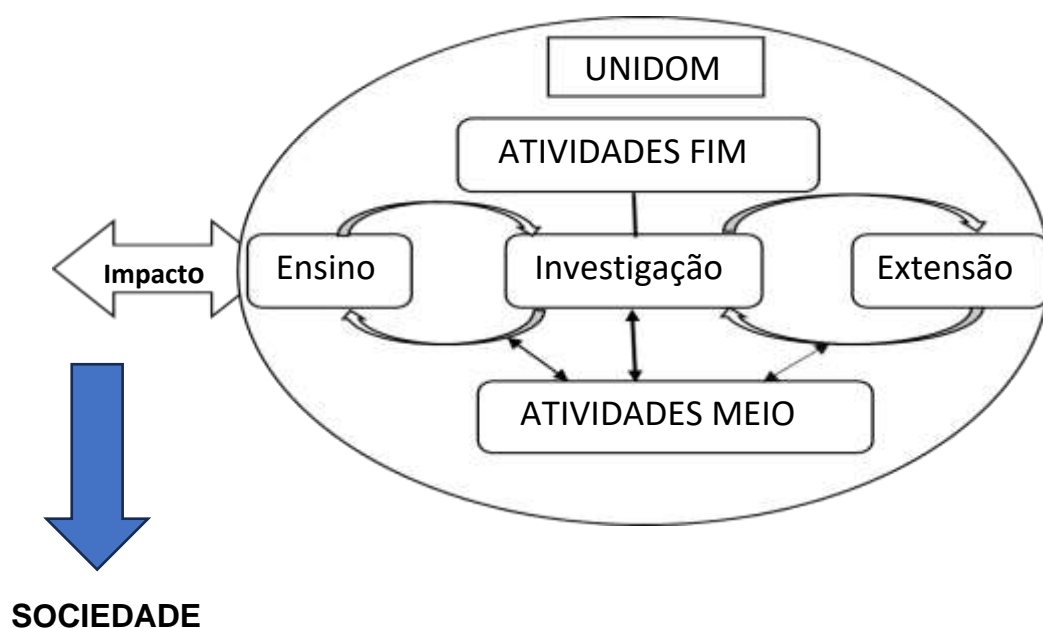 UNIDOM
ATIVIDADES FIM
Impacto
Ensino
Investigação
Extensão
ATIVIDADES MEIO
SOCIEDADE